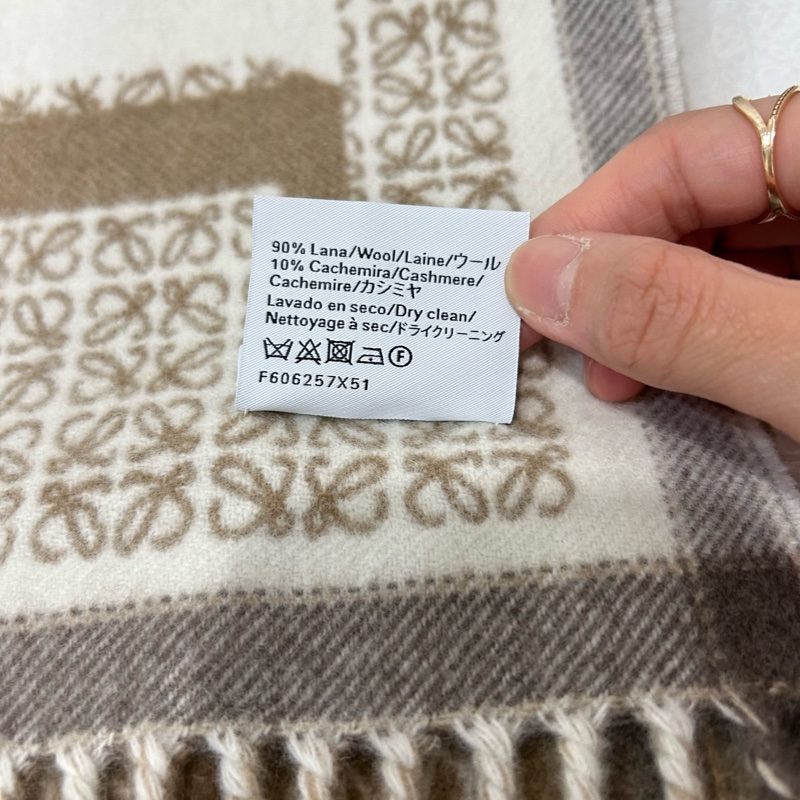 90% Lana/Wool/Laine/ウール
10% Cachemira/Cashmere/
Cachemire/カシミヤ
Lavado en seco/Dry clean/
Nettoyage à sec/ドライクリーニング
F
F606257X51